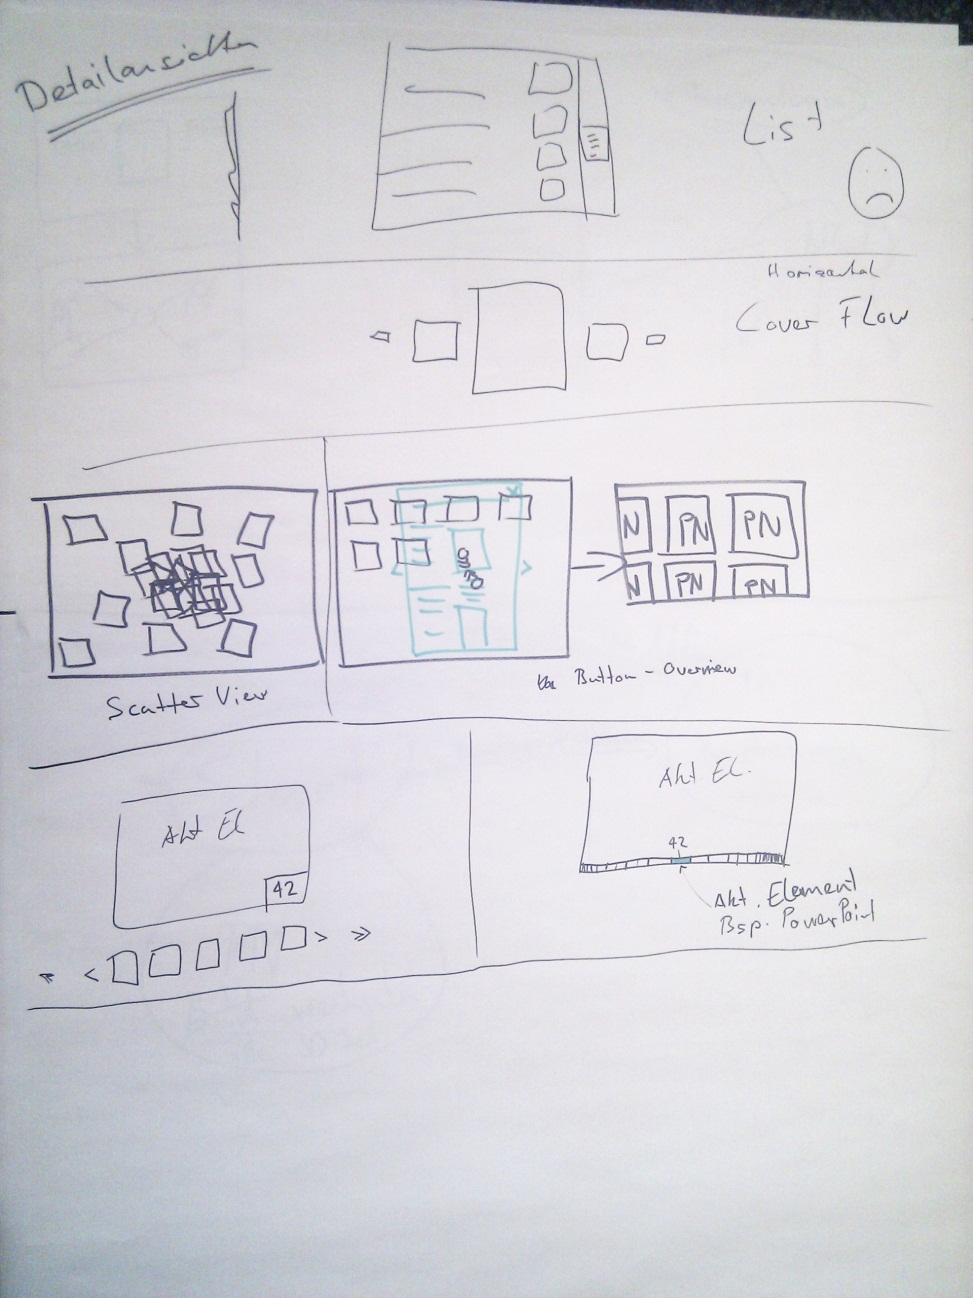 Detailansichten
List
Horizontal
Cover Flow
N PN PN
N PN PN
Scatter View
Button - Overview
Akt El
42
< > >>
Akt El.
42
Akt. Element
Bsp. PowerPoint